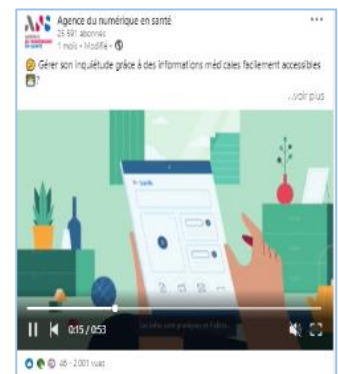 Agence du numérique en santé
25 591 abonnés
1 mois • Modifié •
Gérer son inquiétude grâce à des informations médicales facilement accessibles
?
...voir plus
0:15 / 0:53
46 • 2 001 vues